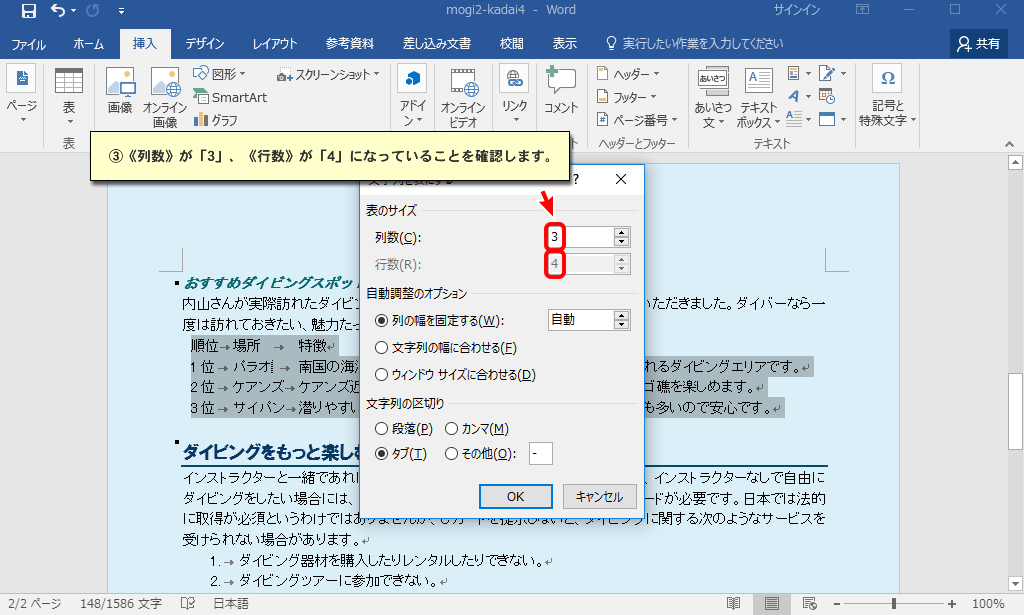 mogi2-kadai4 - Word
サインイン
ファイル ホーム 挿入 デザイン レイアウト 参考資料 差し込み文書 校閲 表示 実行したい作業を入力してください 共有
ページ
表
画像
オンライン画像
図形
SmartArt
グラフ
スクリーンショット
アドイン
オンラインビデオ
リンク
コメント
ヘッダー
フッター
ページ番号
あいさつ文
テキストボックス
記号と特殊文字
表
ヘッダーとフッター
テキスト
③《列数》が「3」、《行数》が「4」になっていることを確認します。
表のサイズ
列数(C): 3
行数(R): 4
自動調整のオプション
列の幅を固定する(W): 自動
文字列の幅に合わせる(F)
ウィンドウ サイズに合わせる(D)
文字列の区切り
段落(P) カンマ(M)
タブ(T) その他(O): -
OK キャンセル
おすすめダイビングスポッ
内山さんが実際訪れたダイビン
いただきました。ダイバーなら一
度は訪れておきたい、魅力たっ
順位→場所 → 特徴
1位→パラオ → 南国の海
れるダイビングエリアです。
2位→ケアンズ→ケアンズ近
ゴ礁を楽しめます。
3位→サイパン→潜りやすい
も多いので安心です。
ダイビングをもっと楽し
インストラクターと一緒であれ
、インストラクターなしで自由に
ダイビングをしたい場合には、
ードが必要です。日本では法的
に取得が必須というわけではありませんが、Cカードを提示しないと、ダイビングに関する次のようなサービスを
受けられない場合があります。
1.→ダイビング器材を購入したりレンタルしたりできない。
2.→ダイビングツアーに参加できない。
2/2 ページ 148/1586 文字 日本語 100%